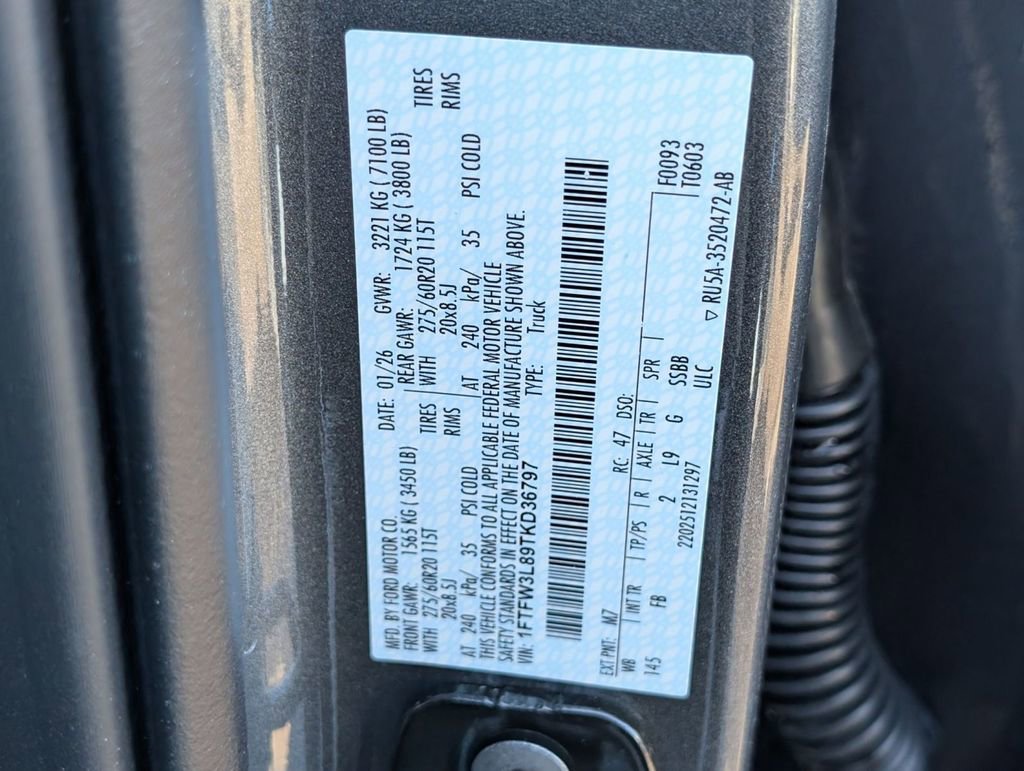 MFD. BY FORD MOTOR CO.
DATE: 01/26 GVWR: 3221 KG ( 7100 LB)
FRONT GAWR: 1565 KG ( 3450 LB) REAR GAWR: 1724 KG ( 3800 LB)
WITH 275/60R20 115T TIRES WITH 275/60R20 115T TIRES
20x8.5J RIMS 20x8.5J RIMS
AT 240 kPa/ 35 PSI COLD AT 240 kPa/ 35 PSI COLD
THIS VEHICLE CONFORMS TO ALL APPLICABLE FEDERAL MOTOR VEHICLE
SAFETY STANDARDS IN EFFECT ON THE DATE OF MANUFACTURE SHOWN ABOVE.
VIN: 1FTFW3L89TKD36797 TYPE: Truck
EXT PNT: M7 RC: 47 DSO: F0093
WB INT TR TP/PS R AXLE TR SPR T0603
145 FB 2 L9 G SSBB
2202512131297 ULC
▽ RU5A-3520472-AB